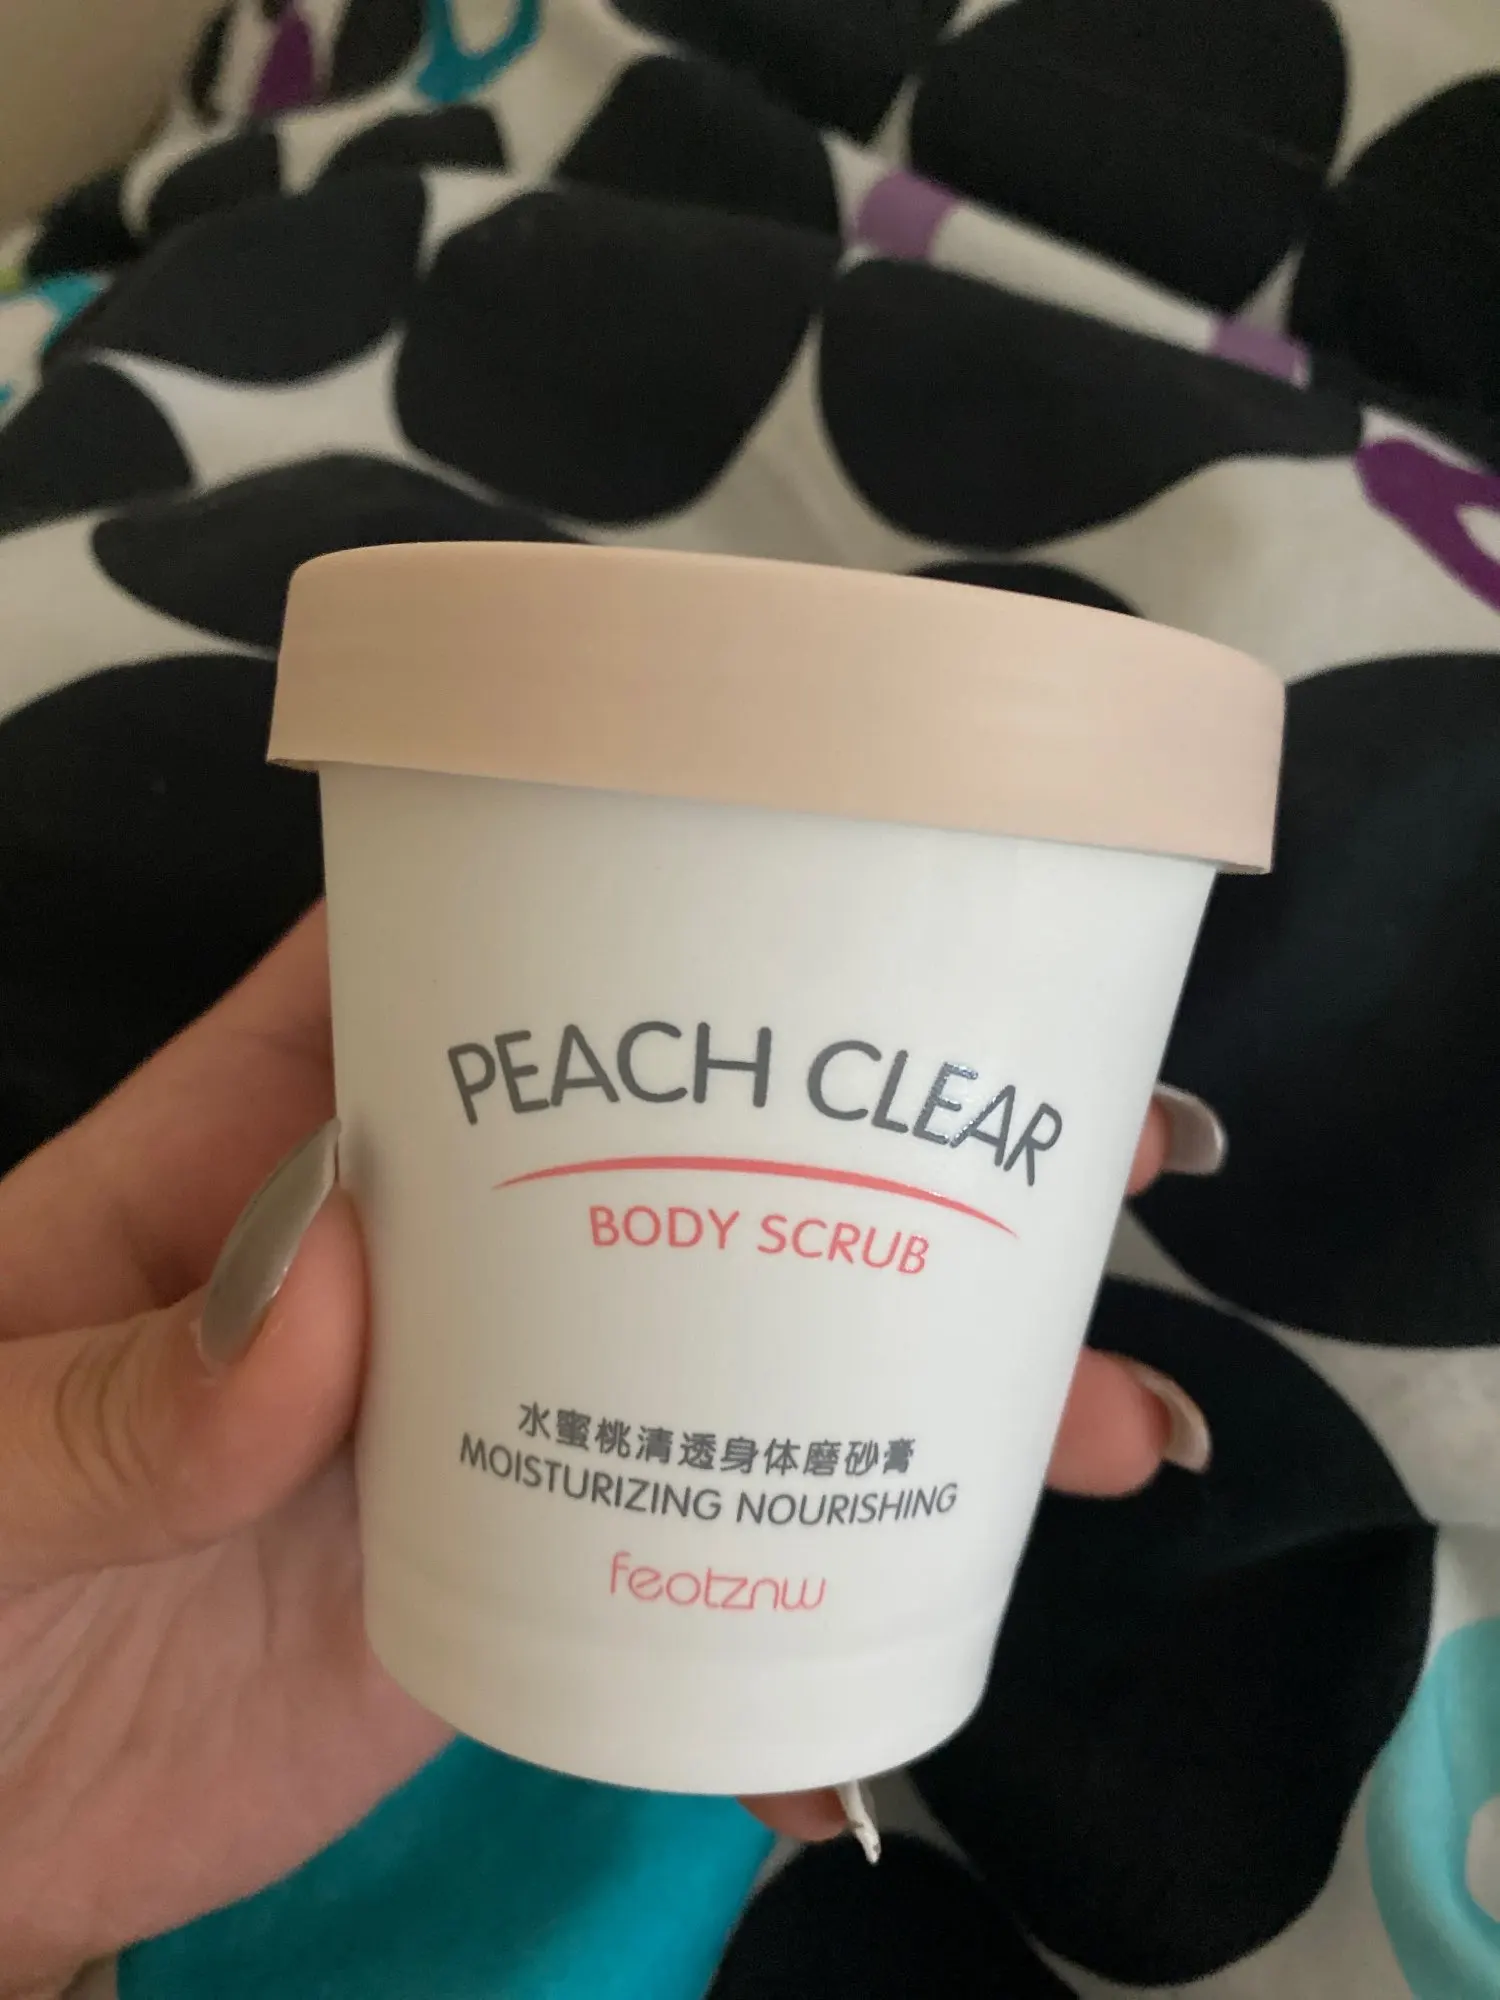 PEACH CLEAR
BODY SCRUB
水蜜桃清透身体磨砂膏
MOISTURIZING NOURISHING
feotznw